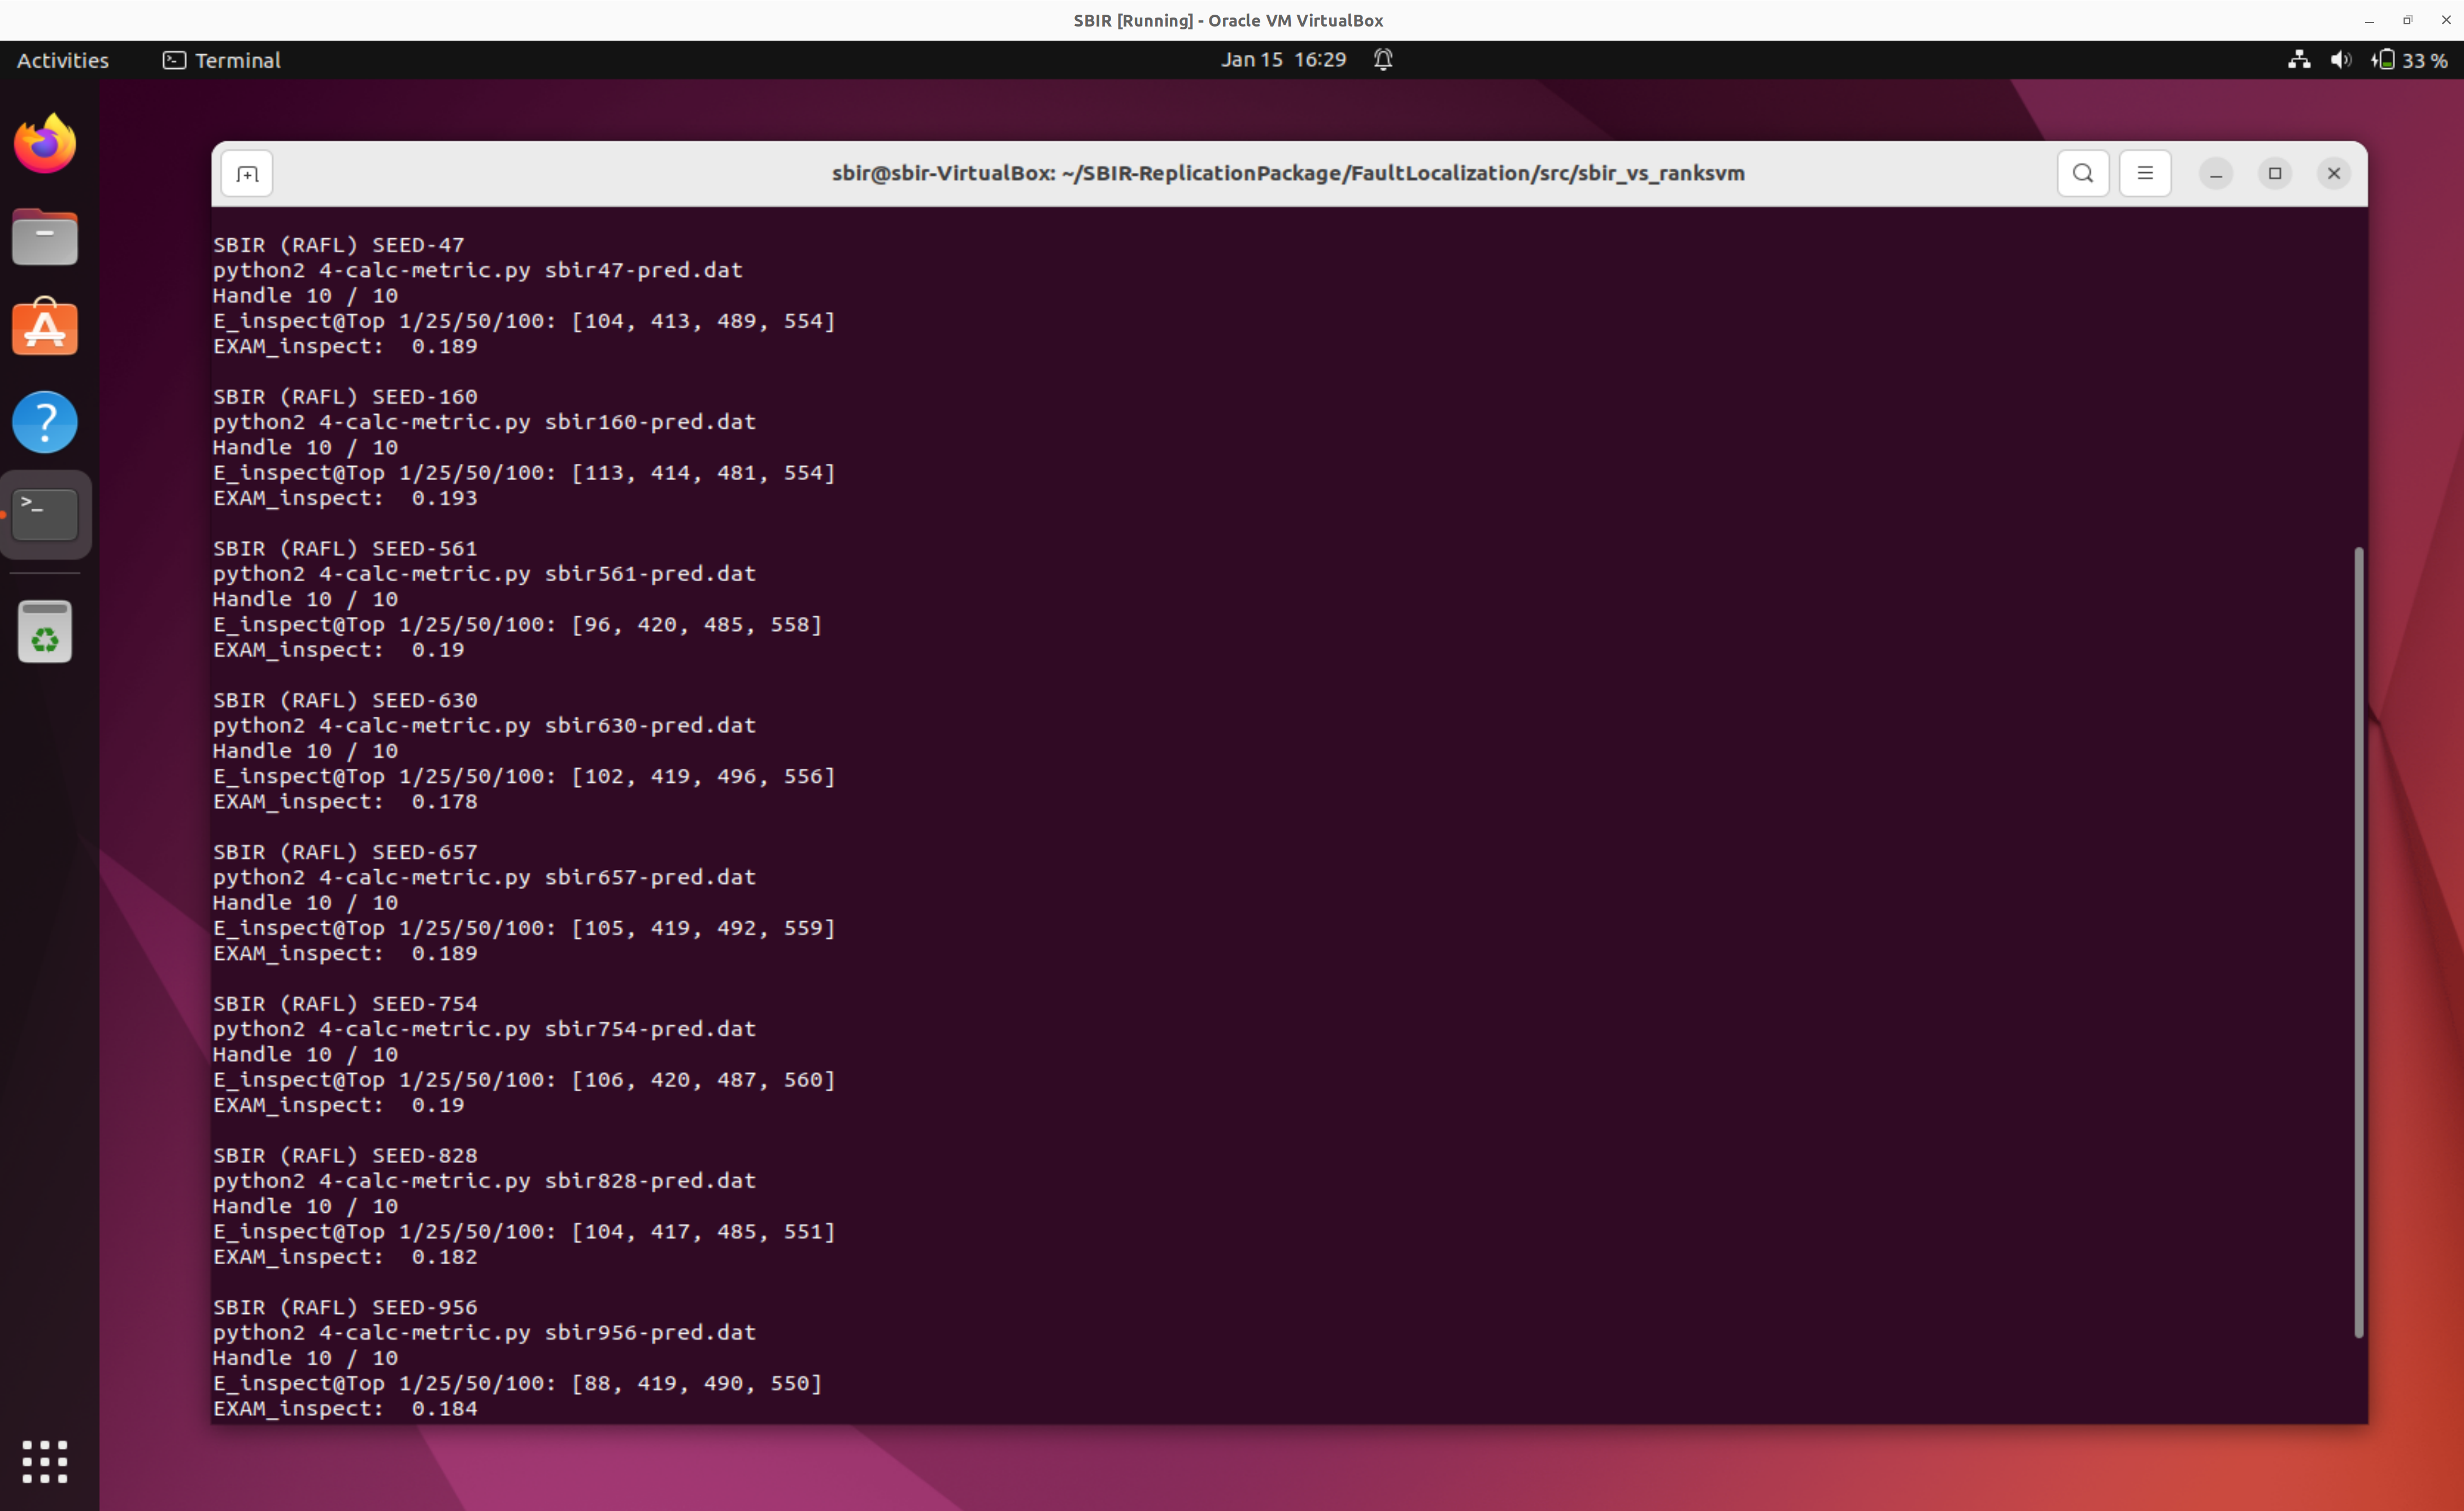 SBIR [Running] - Oracle VM VirtualBox
Activities
Terminal
Jan 15 16:29
33 %
sbir@sbir-VirtualBox: ~/SBIR-ReplicationPackage/FaultLocalization/src/sbir_vs_ranksvm
SBIR (RAFL) SEED-47
python2 4-calc-metric.py sbir47-pred.dat
Handle 10 / 10
E_inspect@Top 1/25/50/100: [104, 413, 489, 554]
EXAM_inspect:  0.189
SBIR (RAFL) SEED-160
python2 4-calc-metric.py sbir160-pred.dat
Handle 10 / 10
E_inspect@Top 1/25/50/100: [113, 414, 481, 554]
EXAM_inspect:  0.193
SBIR (RAFL) SEED-561
python2 4-calc-metric.py sbir561-pred.dat
Handle 10 / 10
E_inspect@Top 1/25/50/100: [96, 420, 485, 558]
EXAM_inspect:  0.19
SBIR (RAFL) SEED-630
python2 4-calc-metric.py sbir630-pred.dat
Handle 10 / 10
E_inspect@Top 1/25/50/100: [102, 419, 496, 556]
EXAM_inspect:  0.178
SBIR (RAFL) SEED-657
python2 4-calc-metric.py sbir657-pred.dat
Handle 10 / 10
E_inspect@Top 1/25/50/100: [105, 419, 492, 559]
EXAM_inspect:  0.189
SBIR (RAFL) SEED-754
python2 4-calc-metric.py sbir754-pred.dat
Handle 10 / 10
E_inspect@Top 1/25/50/100: [106, 420, 487, 560]
EXAM_inspect:  0.19
SBIR (RAFL) SEED-828
python2 4-calc-metric.py sbir828-pred.dat
Handle 10 / 10
E_inspect@Top 1/25/50/100: [104, 417, 485, 551]
EXAM_inspect:  0.182
SBIR (RAFL) SEED-956
python2 4-calc-metric.py sbir956-pred.dat
Handle 10 / 10
E_inspect@Top 1/25/50/100: [88, 419, 490, 550]
EXAM_inspect:  0.184